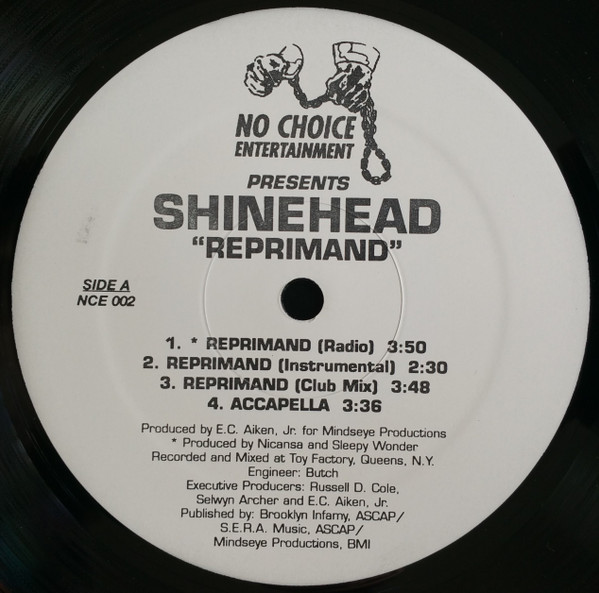 NO CHOICE
ENTERTAINMENT
PRESENTS
SHINEHEAD
"REPRIMAND"
SIDE A
NCE 002
1. * REPRIMAND (Radio) 3:50
2. REPRIMAND (Instrumental) 2:30
3. REPRIMAND (Club Mix) 3:48
4. ACCAPELLA 3:36
Produced by E.C. Aiken, Jr. for Mindseye Productions
* Produced by Nicansa and Sleepy Wonder
Recorded and Mixed at Toy Factory, Queens, N.Y.
Engineer: Butch
Executive Producers: Russell D. Cole,
Selwyn Archer and E.C. Aiken, Jr.
Published by: Brooklyn Infamy, ASCAP/
S.E.R.A. Music, ASCAP/
Mindseye Productions, BMI